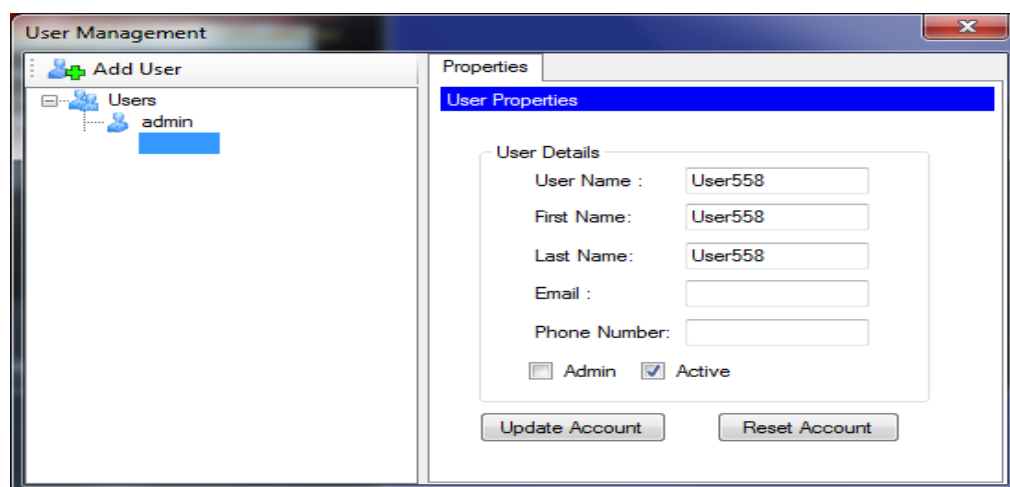 User Management
Add User
Users
admin
Properties
User Properties
User Details
User Name : User558
First Name: User558
Last Name: User558
Email :
Phone Number:
Admin Active
Update Account Reset Account